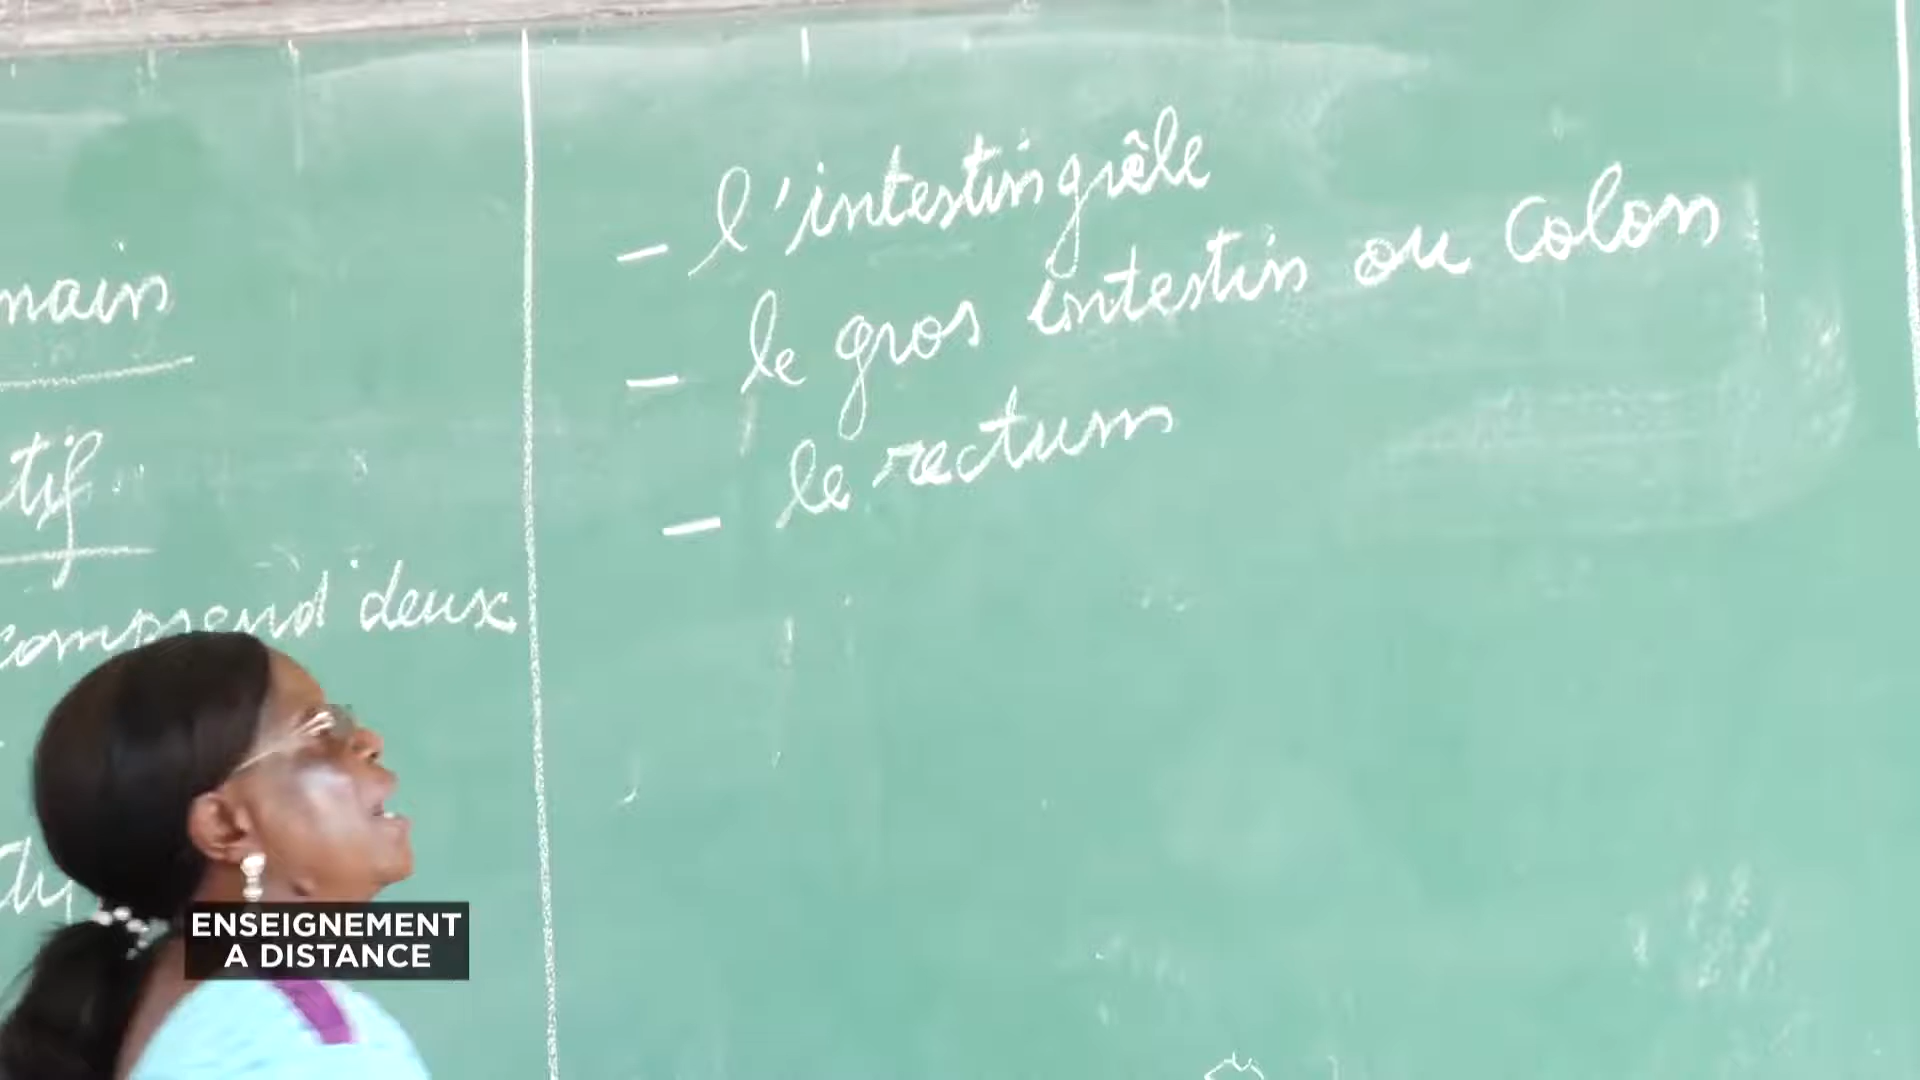 main
tif
comprend deux
- l'intestin grêle
- le gros intestin ou colon
- le rectum
ENSEIGNEMENT
A DISTANCE